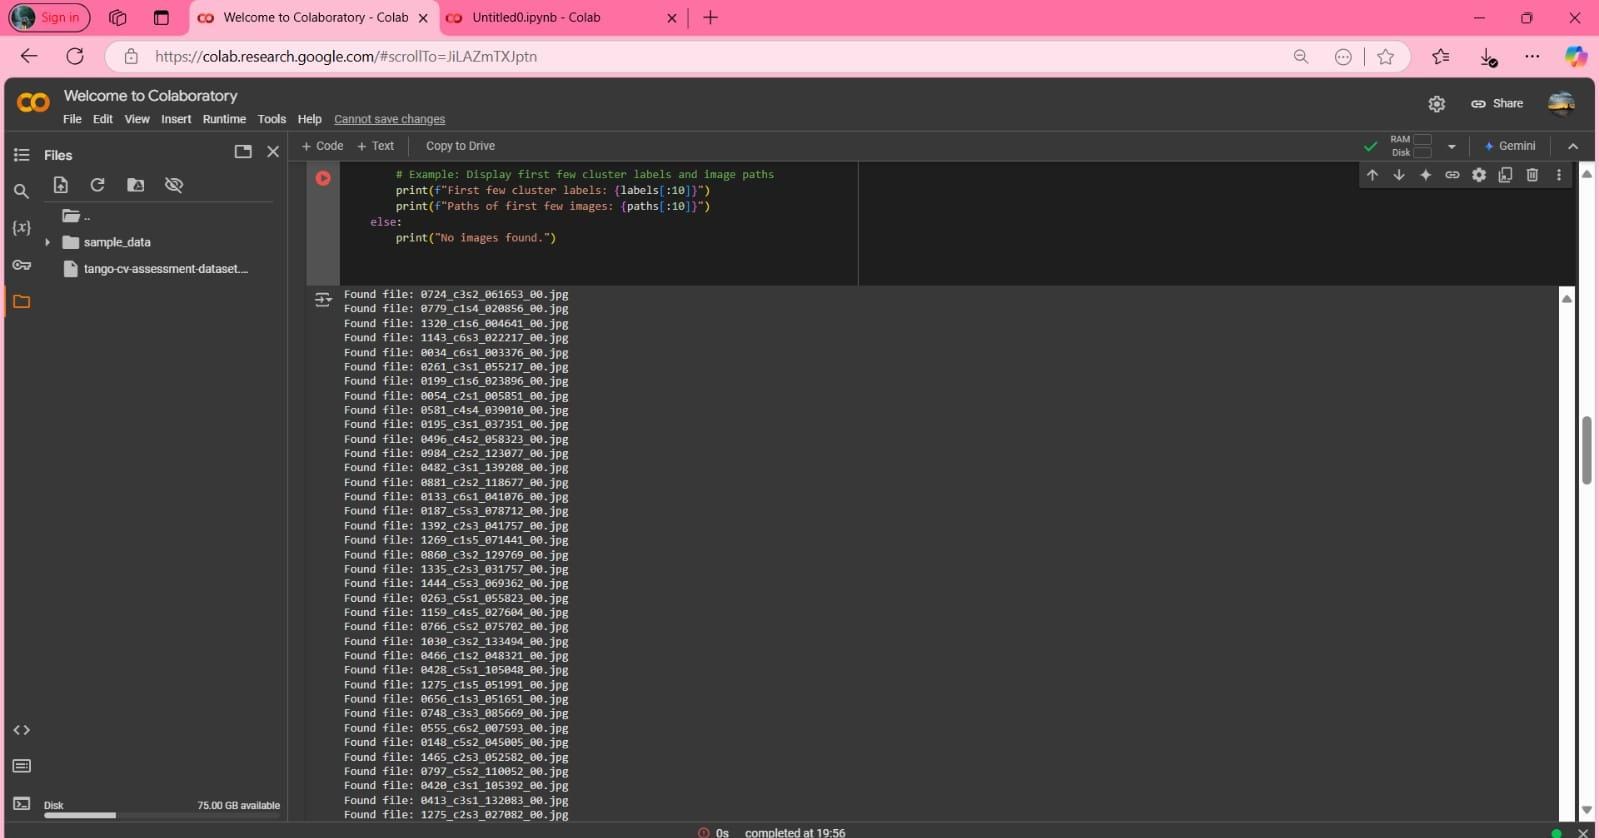 Sign in
Welcome to Colaboratory - Colab
Untitled0.ipynb - Colab
https://colab.research.google.com/#scrollTo=JiLAZmTXJptn
Welcome to Colaboratory
Share
File Edit View Insert Runtime Tools Help Cannot save changes
Files
+ Code + Text Copy to Drive
RAM
Disk
Gemini
..
sample_data
tango-cv-assessment-dataset....
# Example: Display first few cluster labels and image paths
print(f"First few cluster labels: {labels[:10]}")
print(f"Paths of first few images: {paths[:10]}")
else:
print("No images found.")
Found file: 0724_c3s2_061653_00.jpg
Found file: 0779_c1s4_020856_00.jpg
Found file: 1320_c1s6_004641_00.jpg
Found file: 1143_c6s3_022217_00.jpg
Found file: 0034_c6s1_003376_00.jpg
Found file: 0261_c3s1_055217_00.jpg
Found file: 0199_c1s6_023896_00.jpg
Found file: 0054_c2s1_005851_00.jpg
Found file: 0581_c4s4_039010_00.jpg
Found file: 0195_c3s1_037351_00.jpg
Found file: 0496_c4s2_058323_00.jpg
Found file: 0984_c2s2_123077_00.jpg
Found file: 0482_c3s1_139208_00.jpg
Found file: 0881_c2s2_118677_00.jpg
Found file: 0133_c6s1_041076_00.jpg
Found file: 0187_c5s3_078712_00.jpg
Found file: 1392_c2s3_041757_00.jpg
Found file: 1269_c1s5_071441_00.jpg
Found file: 0860_c3s2_129769_00.jpg
Found file: 1335_c2s3_031757_00.jpg
Found file: 1444_c5s3_069362_00.jpg
Found file: 0263_c5s1_055823_00.jpg
Found file: 1159_c4s5_027604_00.jpg
Found file: 0766_c5s2_075702_00.jpg
Found file: 1030_c3s2_133494_00.jpg
Found file: 0466_c1s2_048321_00.jpg
Found file: 0428_c5s1_105048_00.jpg
Found file: 1275_c1s5_051991_00.jpg
Found file: 0656_c1s3_051651_00.jpg
Found file: 0748_c3s3_085669_00.jpg
Found file: 0555_c6s2_007593_00.jpg
Found file: 0148_c5s2_045005_00.jpg
Found file: 1465_c2s3_052582_00.jpg
Found file: 0797_c5s2_110052_00.jpg
Found file: 0420_c3s1_105392_00.jpg
Found file: 0413_c3s1_132083_00.jpg
Found file: 1275_c2s3_027082_00.jpg
Disk
75.00 GB available
0s completed at 19:56